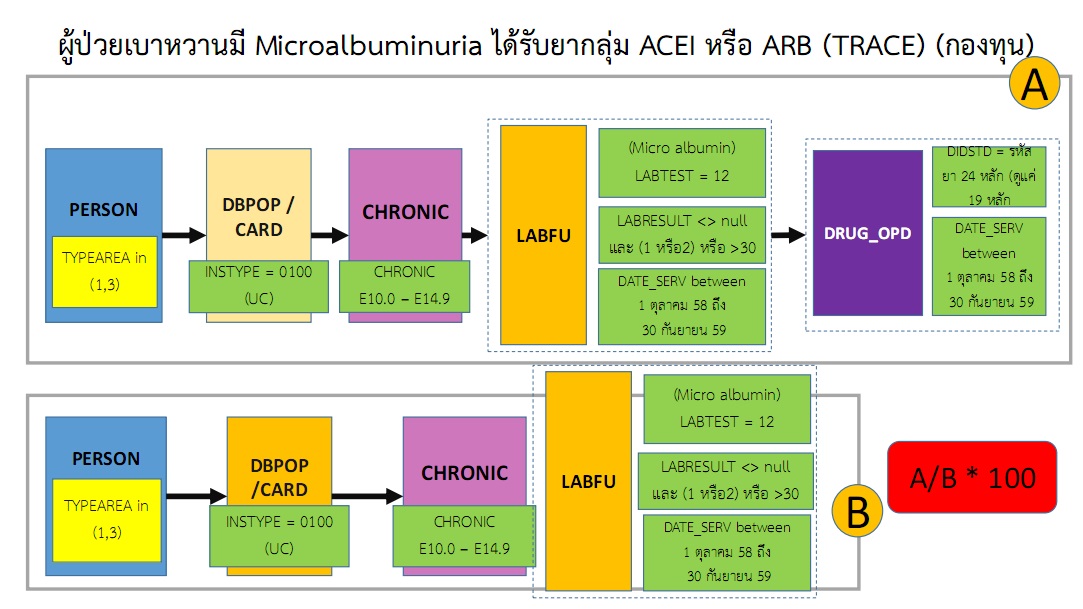 ผู้ป่วยเบาหวานมี Microalbuminuria ได้รับยากลุ่ม ACEI หรือ ARB (TRACE) (กองทุน)
A
PERSON
TYPEAREA in
(1,3)
DBPOP /
CARD
INSTYPE = 0100
(UC)
CHRONIC
CHRONIC
E10.0 – E14.9
LABFU
(Micro albumin)
LABTEST = 12
LABRESULT <> null
และ (1 หรือ2) หรือ >30
DATE_SERV between
1 ตุลาคม 58 ถึง
30 กันยายน 59
DRUG_OPD
DIDSTD = รหัส
ยา 24 หลัก (ดูแค่
19 หลัก
DATE_SERV
between
1 ตุลาคม 58 ถึง
30 กันยายน 59
PERSON
TYPEAREA in
(1,3)
DBPOP
/CARD
INSTYPE = 0100
(UC)
CHRONIC
CHRONIC
E10.0 – E14.9
LABFU
(Micro albumin)
LABTEST = 12
LABRESULT <> null
และ (1 หรือ2) หรือ >30
DATE_SERV between
1 ตุลาคม 58 ถึง
30 กันยายน 59
B
A/B * 100